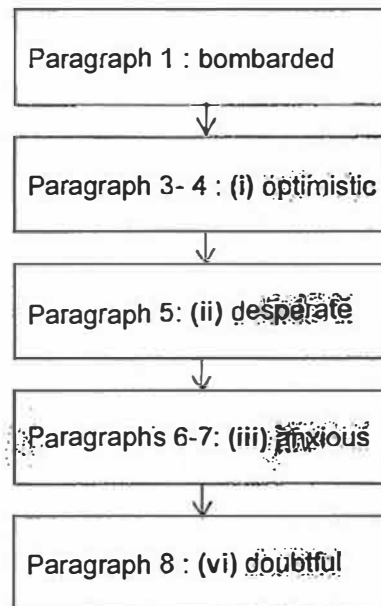 Paragraph 1 : bombarded
Paragraph 3- 4 : (i) optimistic
Paragraph 5: (ii) desperate
Paragraphs 6-7: (iii) anxious
Paragraph 8 : (vi) doubtful